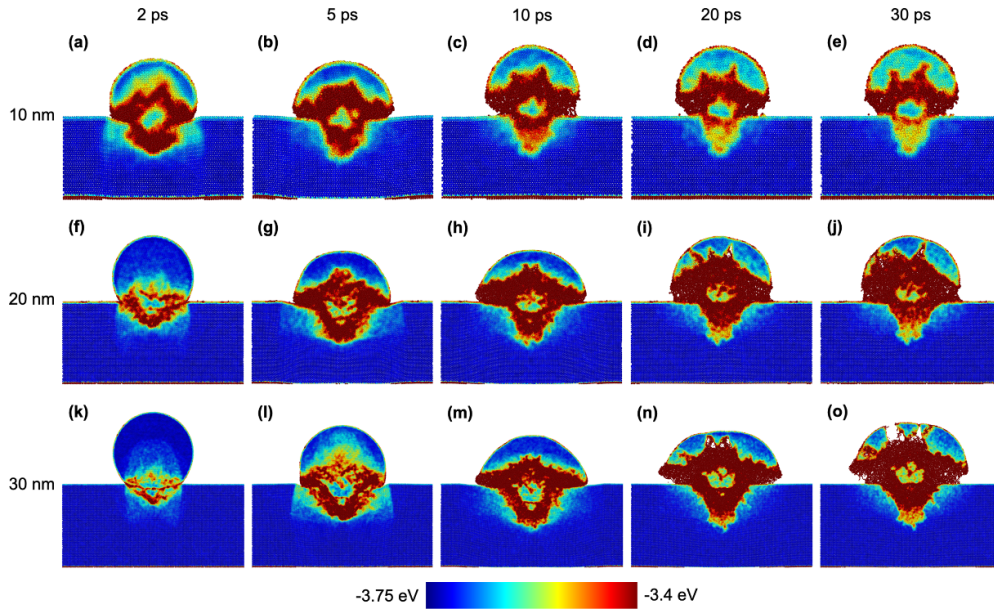 2 ps 5 ps 10 ps 20 ps 30 ps
(a) (b) (c) (d) (e)
10 nm
(f) (g) (h) (i) (j)
20 nm
(k) (l) (m) (n) (o)
30 nm
-3.75 eV -3.4 eV